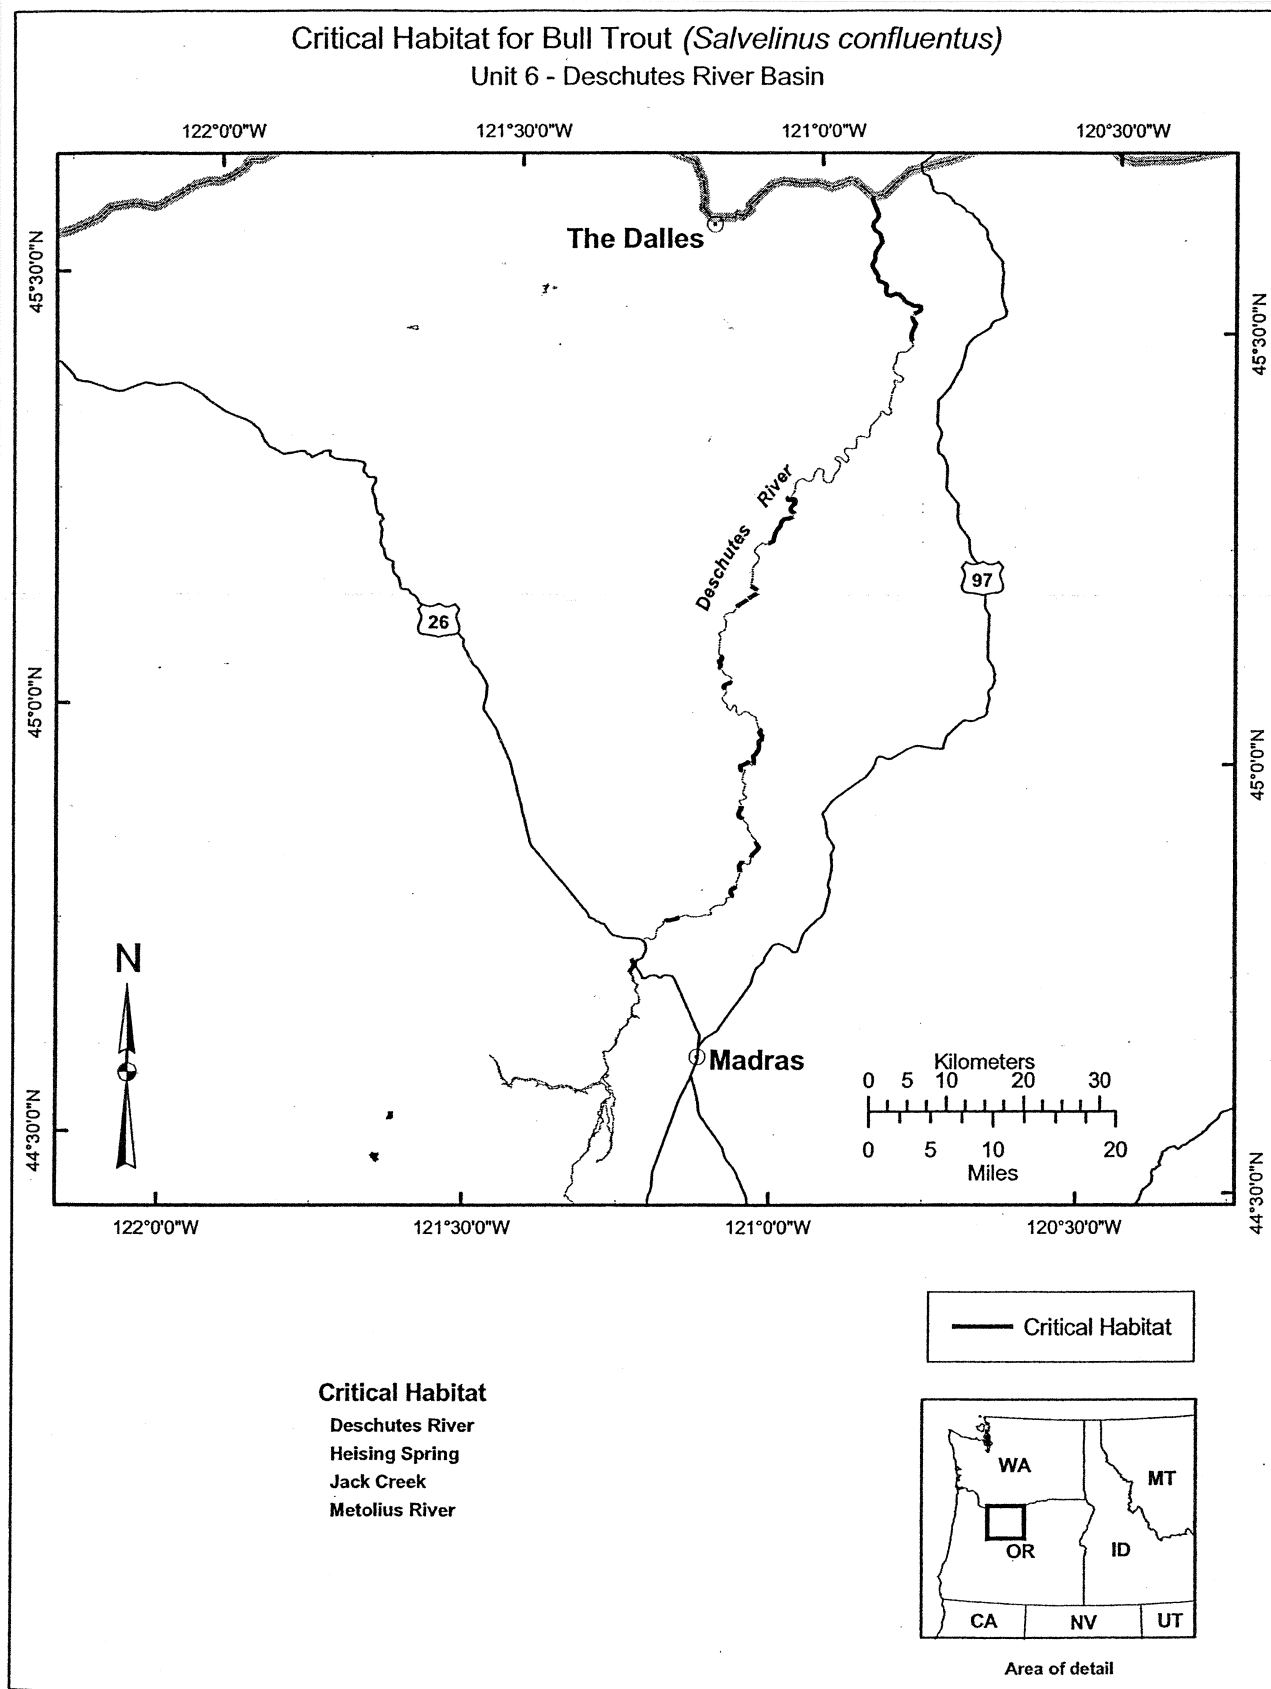 Critical Habitat for Bull Trout (Salvelinus confluentus)
Unit 6 - Deschutes River Basin
122°0'0"W 121°30'0"W 121°0'0"W 120°30'0"W
45°30'0"N
45°0'0"N
44°30'0"N
45°30'0"N
45°0'0"N
44°30'0"N
The Dalles
Deschutes River
97
26
N
Madras
Kilometers
0 5 10 20 30
0 5 10 20
Miles
122°0'0"W 121°30'0"W 121°0'0"W 120°30'0"W
Critical Habitat
Critical Habitat
Deschutes River
Heising Spring
Jack Creek
Metolius River
WA
MT
OR
ID
CA
NV
UT
Area of detail